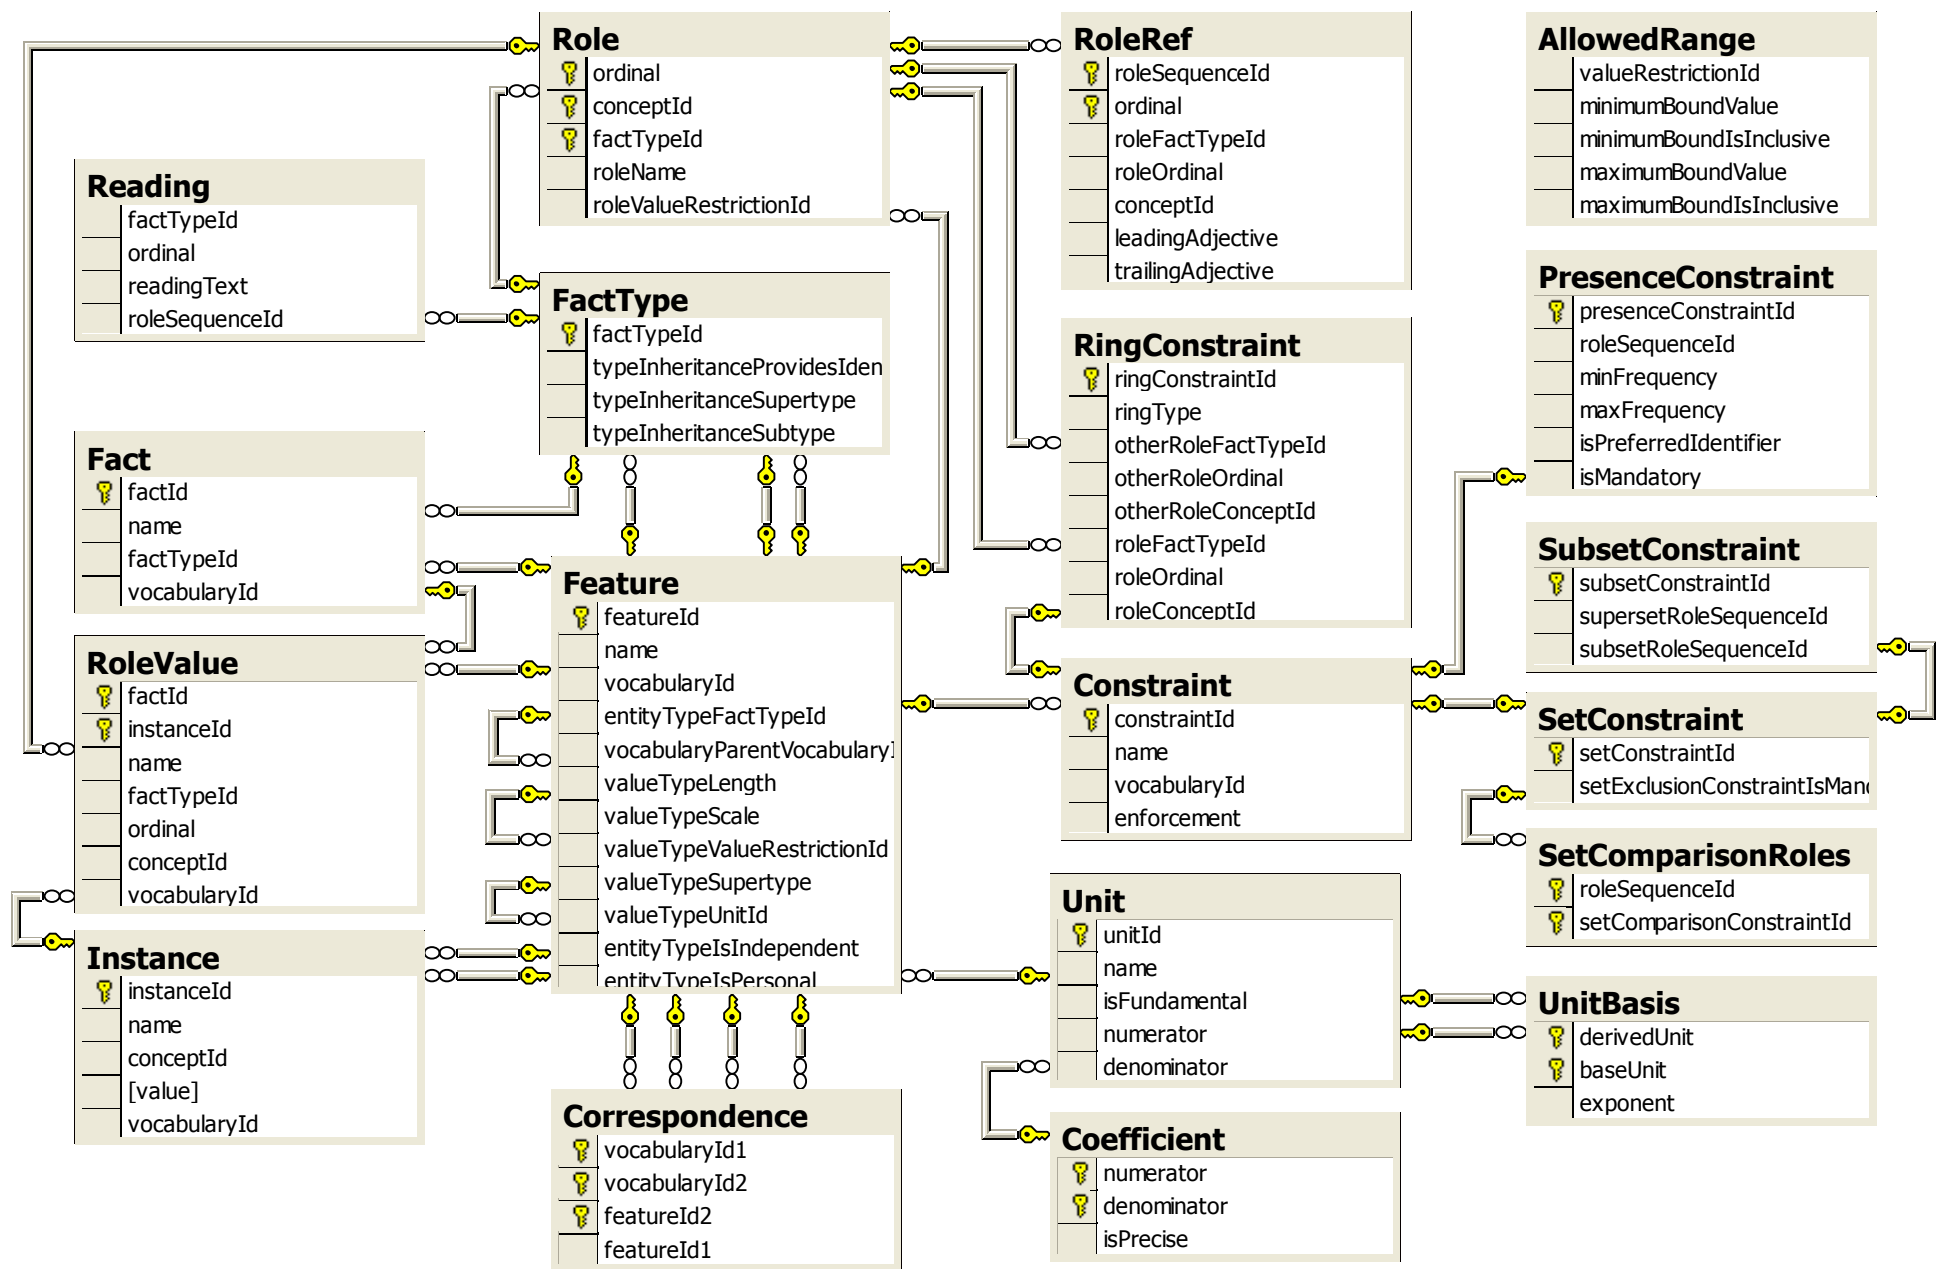 Role
ordinal
conceptId
factTypeId
roleName
roleValueRestrictionId
RoleRef
roleSequenceId
ordinal
roleFactTypeId
roleOrdinal
conceptId
leadingAdjective
trailingAdjective
AllowedRange
valueRestrictionId
minimumBoundValue
minimumBoundIsInclusive
maximumBoundValue
maximumBoundIsInclusive
Reading
factTypeId
ordinal
readingText
roleSequenceId
FactType
factTypeId
typeInheritanceProvidesIden
typeInheritanceSupertype
typeInheritanceSubtype
RingConstraint
ringConstraintId
ringType
otherRoleFactTypeId
otherRoleOrdinal
otherRoleConceptId
roleFactTypeId
roleOrdinal
roleConceptId
PresenceConstraint
presenceConstraintId
roleSequenceId
minFrequency
maxFrequency
isPreferredIdentifier
isMandatory
Fact
factId
name
factTypeId
vocabularyId
Feature
featureId
name
vocabularyId
entityTypeFactTypeId
vocabularyParentVocabularyI
valueTypeLength
valueTypeScale
valueTypeValueRestrictionId
valueTypeSupertype
valueTypeUnitId
entityTypeIsIndependent
entityTypeIsPersonal
SubsetConstraint
subsetConstraintId
supersetRoleSequenceId
subsetRoleSequenceId
RoleValue
factId
instanceId
name
factTypeId
ordinal
conceptId
vocabularyId
Constraint
constraintId
name
vocabularyId
enforcement
SetConstraint
setConstraintId
setExclusionConstraintIsMan
SetComparisonRoles
roleSequenceId
setComparisonConstraintId
Instance
instanceId
name
conceptId
[value]
vocabularyId
Unit
unitId
name
isFundamental
numerator
denominator
UnitBasis
derivedUnit
baseUnit
exponent
Correspondence
vocabularyId1
vocabularyId2
featureId2
featureId1
Coefficient
numerator
denominator
isPrecise